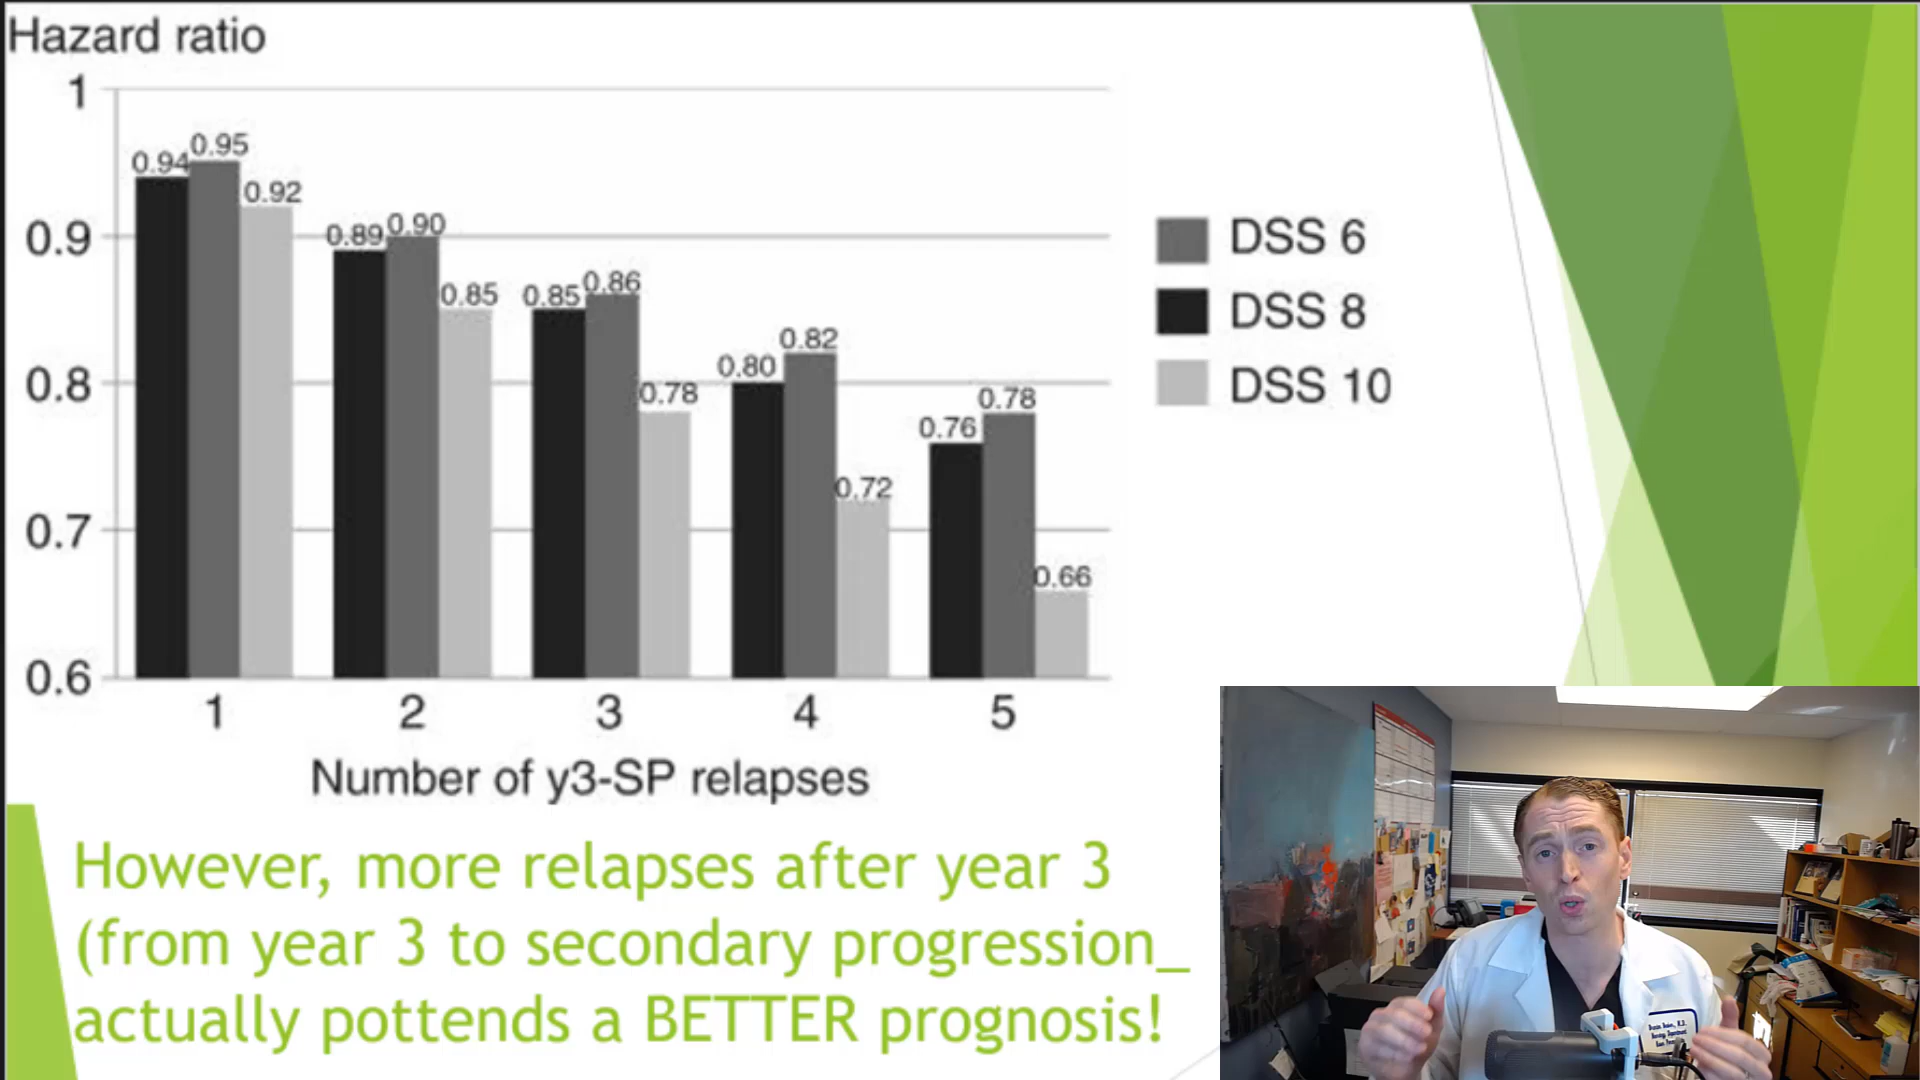 Hazard ratio
1
0.9
0.8
0.7
0.6
0.94 0.95 0.92
0.89 0.90 0.85
0.85 0.86 0.78
0.80 0.82 0.72
0.76 0.78 0.66
1 2 3 4 5
Number of y3-SP relapses
DSS 6
DSS 8
DSS 10
However, more relapses after year 3
(from year 3 to secondary progression_
actually pottends a BETTER prognosis!